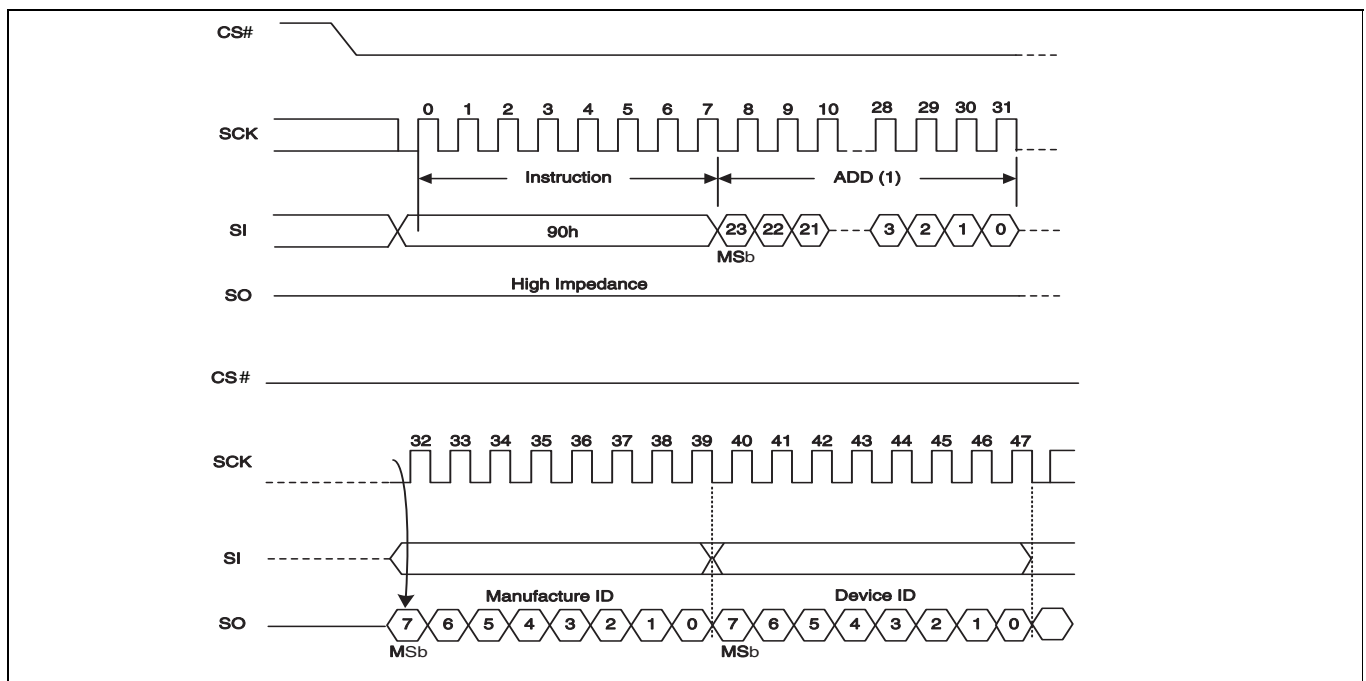 CS#
0 1 2 3 4 5 6 7 8 9 10 28 29 30 31
SCK
Instruction ADD (1)
SI 90h 23 22 21 3 2 1 0
MSb
High Impedance
SO
CS#
32 33 34 35 36 37 38 39 40 41 42 43 44 45 46 47
SCK
SI
Manufacture ID Device ID
SO 7 6 5 4 3 2 1 0 7 6 5 4 3 2 1 0
MSb MSb